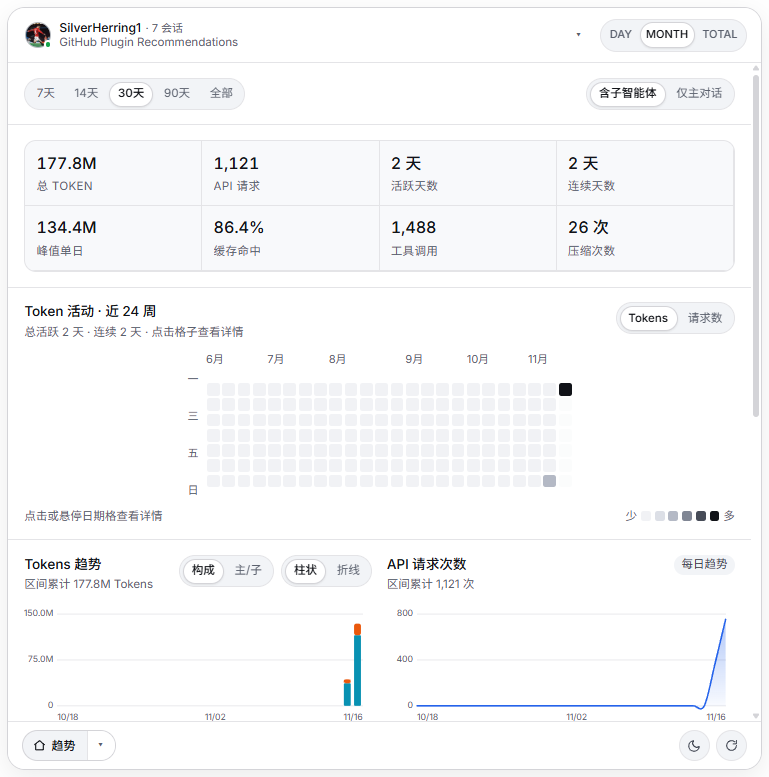 SilverHerring1 · 7 会话
GitHub Plugin Recommendations
DAY MONTH TOTAL
7天 14天 30天 90天 全部
含子智能体 仅主对话
177.8M
总 TOKEN
1,121
API 请求
2 天
活跃天数
2 天
连续天数
134.4M
峰值单日
86.4%
缓存命中
1,488
工具调用
26 次
压缩次数
Token 活动 · 近 24 周
总活跃 2 天 · 连续 2 天 · 点击格子查看详情
Tokens 请求数
6月 7月 8月 9月 10月 11月
一
三
五
日
点击或悬停日期格查看详情
少 多
Tokens 趋势
区间累计 177.8M Tokens
构成 主/子
柱状 折线
150.0M
75.0M
0
10/18 11/02 11/16
API 请求次数
区间累计 1,121 次
每日趋势
800
400
0
10/18 11/02 11/16
趋势